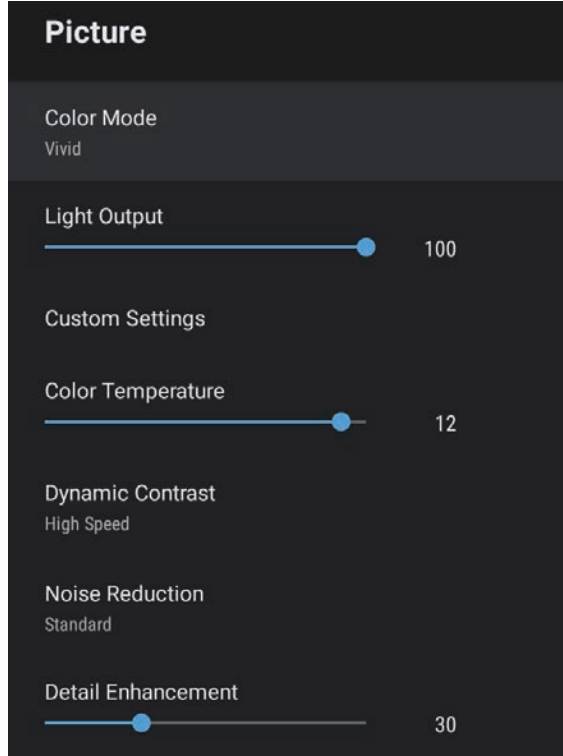 Picture
Color Mode
Vivid
Light Output
100
Custom Settings
Color Temperature
12
Dynamic Contrast
High Speed
Noise Reduction
Standard
Detail Enhancement
30